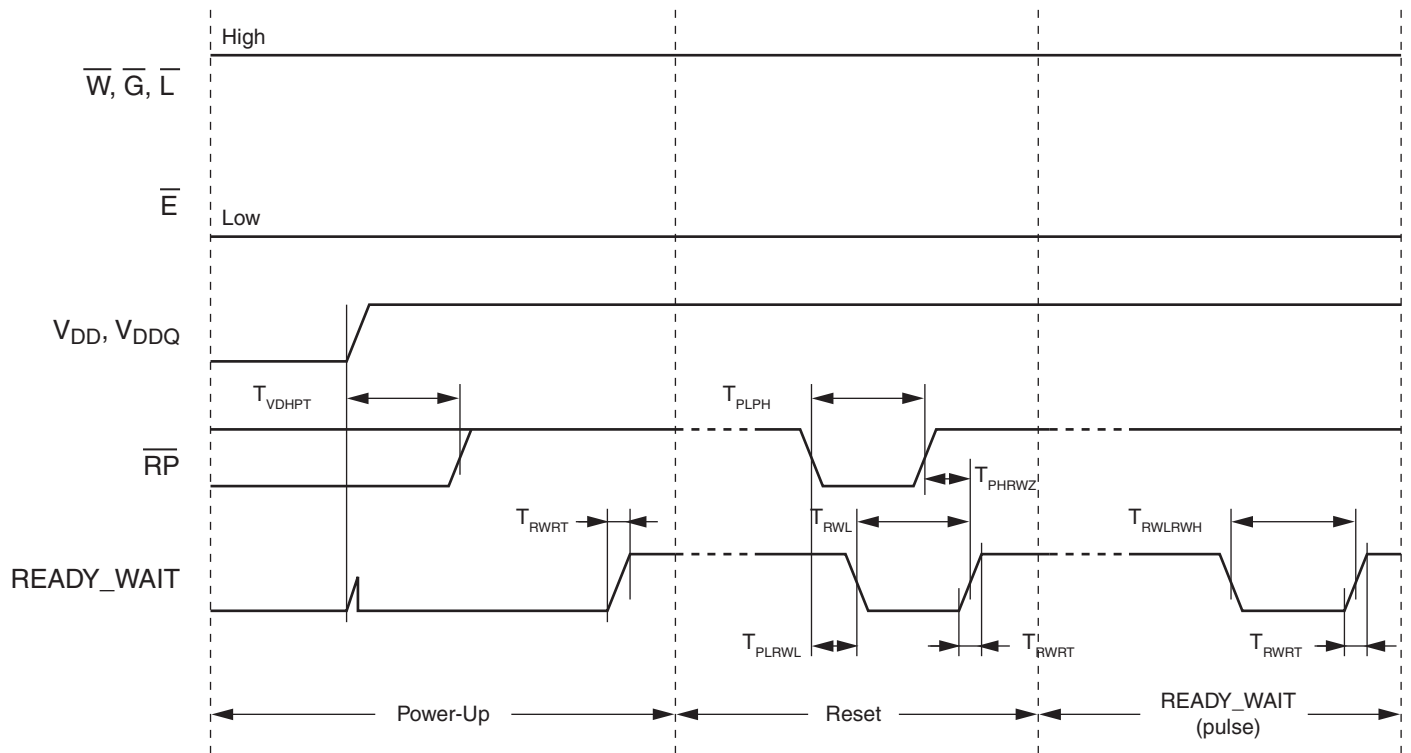 High
W, G, L
E
Low
VDD, VDDQ
TVDHPT
TPLPH
RP
TPHRWZ
TRWRT
TRWL
TRWLRWH
READY_WAIT
TPLRWL
TRWRT
TRWRT
Power-Up
Reset
READY_WAIT
(pulse)